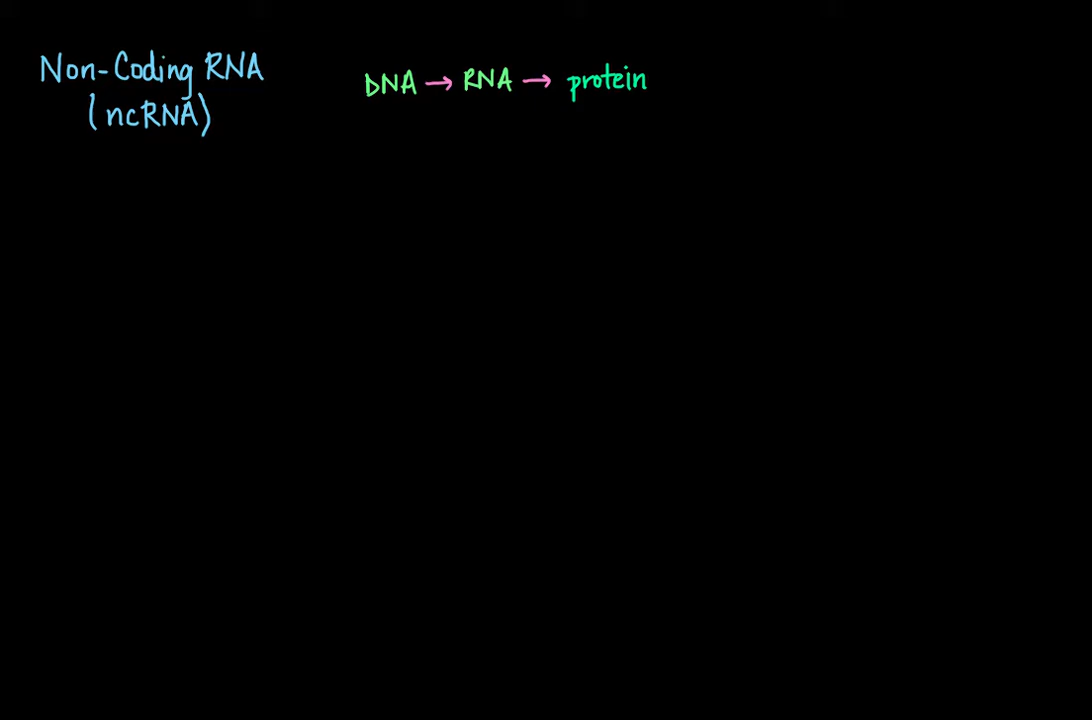 Non-Coding RNA
(ncRNA)
DNA → RNA → protein